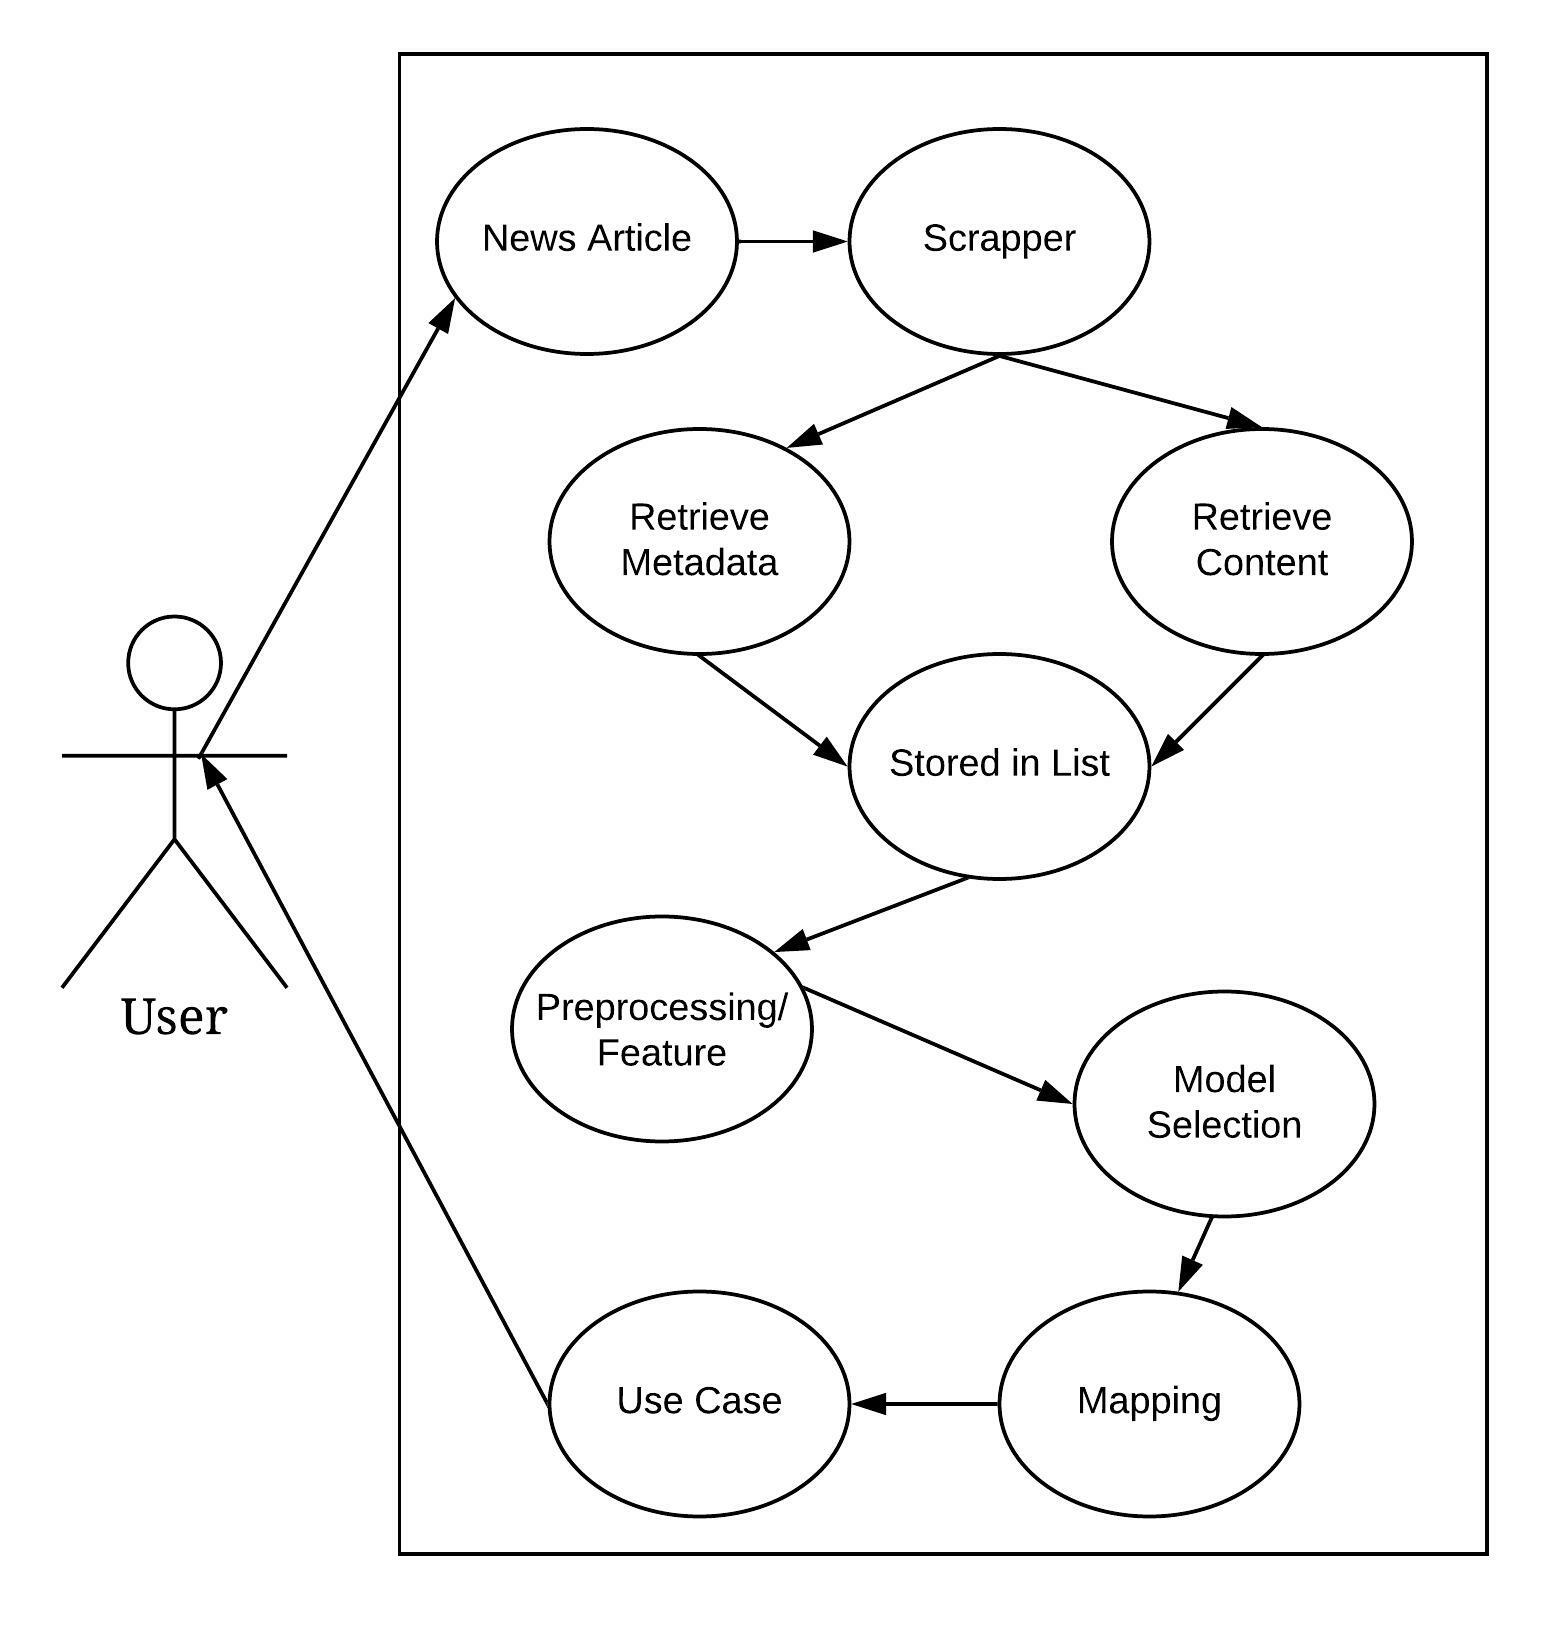 News Article
Scrapper
Retrieve
Metadata
Retrieve
Content
Stored in List
User
Preprocessing/
Feature
Model
Selection
Use Case
Mapping